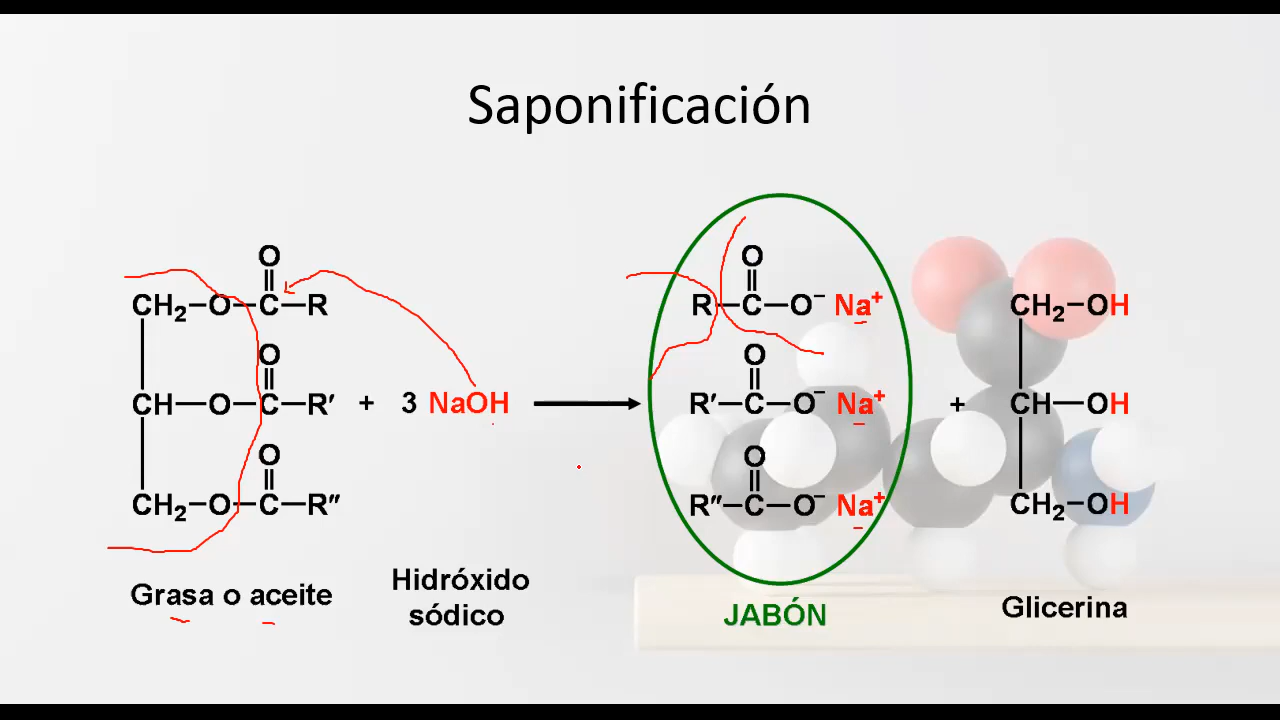 Saponificación
O
CH₂–O–C–R
O
CH–O–C–R′ + 3 NaOH
O
CH₂–O–C–R″
Grasa o aceite
Hidróxido
sódico
O
R–C–O⁻ Na⁺
O
R′–C–O⁻ Na⁺
O
R″–C–O⁻ Na⁺
JABÓN
+
CH₂–OH
CH–OH
CH₂–OH
Glicerina